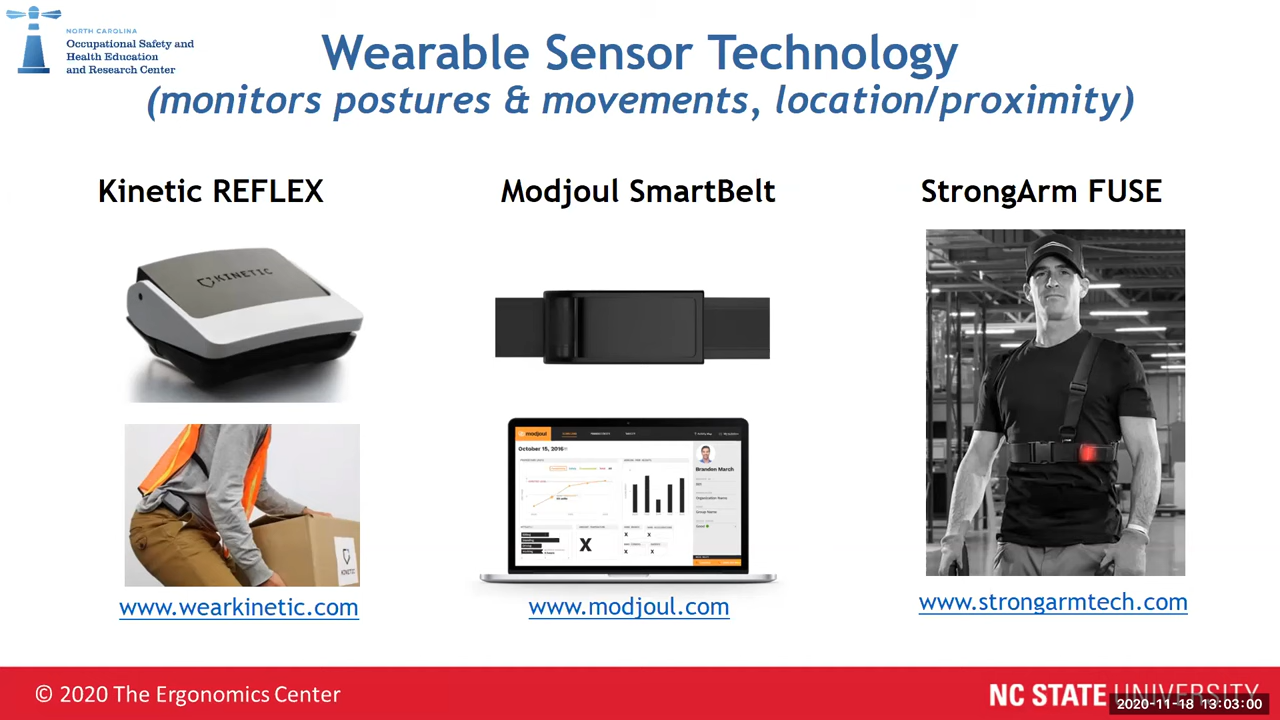 NORTH CAROLINA
Occupational Safety and
Health Education
and Research Center
Wearable Sensor Technology
(monitors postures & movements, location/proximity)
Kinetic REFLEX
Modjoul SmartBelt
StrongArm FUSE
KINETIC
KINETIC
modjoul
October 15, 2016
Branden March
X
www.wearkinetic.com
www.modjoul.com
www.strongarmtech.com
© 2020 The Ergonomics Center
NC STATE UNIVERSITY
2020-11-18 13:03:00